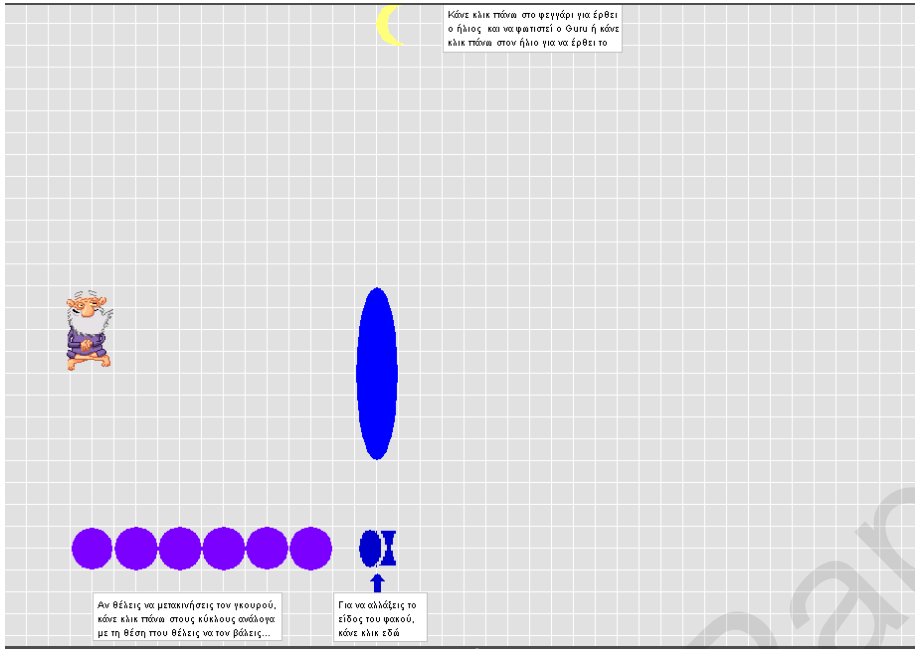 Κάνε κλικ πάνω στο φεγγάρι για έρθει
ο ήλιος και να φωτιστεί ο Guru ή κάνε
κλικ πάνω στον ήλιο για να έρθει το
Αν θέλεις να μετακινήσεις τον γκουρού,
κάνε κλικ πάνω στους κύκλους ανάλογα
με τη θέση που θέλεις να τον βάλεις...
Για να αλλάξεις το
είδος του φακού,
κάνε κλικ εδώ